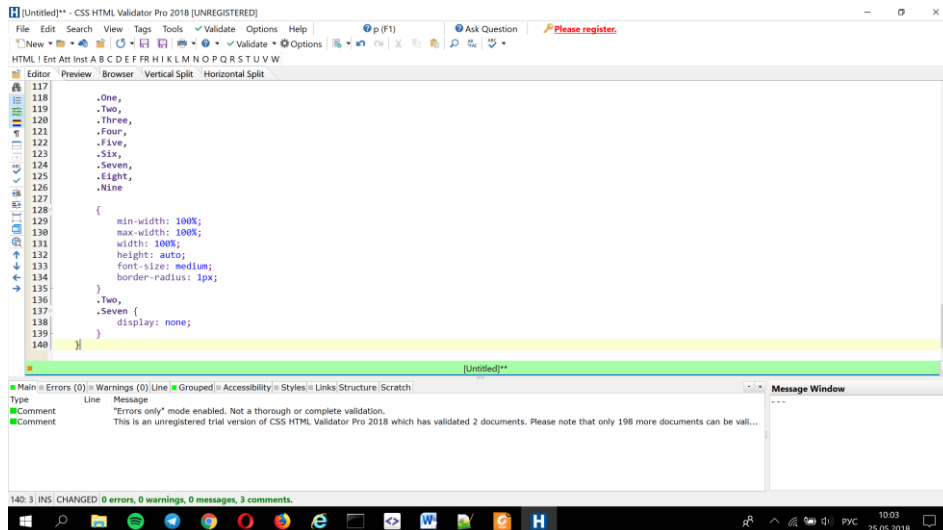 [Untitled]** - CSS HTML Validator Pro 2018 [UNREGISTERED]
File Edit Search View Tags Tools Validate Options Help p (F1) Ask Question Please register.
New Validate Options
HTML ! Ent Att Inst A B C D E F FR H I K L M N O P Q R S T U V W
Editor Preview Browser Vertical Split Horizontal Split
117
118 .One,
119 .Two,
120 .Three,
121 .Four,
122 .Five,
123 .Six,
124 .Seven,
125 .Eight,
126 .Nine
127
128 {
129 min-width: 100%;
130 max-width: 100%;
131 width: 100%;
132 height: auto;
133 font-size: medium;
134 border-radius: 1px;
135 }
136 .Two,
137 .Seven {
138 display: none;
139 }
140 }
[Untitled]**
Main Errors (0) Warnings (0) Line Grouped Accessibility Styles Links Structure Scratch
Message Window
Type Line Message
- - -
Comment "Errors only" mode enabled. Not a thorough or complete validation.
Comment This is an unregistered trial version of CSS HTML Validator Pro 2018 which has validated 2 documents. Please note that only 198 more documents can be vali...
140: 3 INS CHANGED 0 errors, 0 warnings, 0 messages, 3 comments.
РУС 10:03
25.05.2018